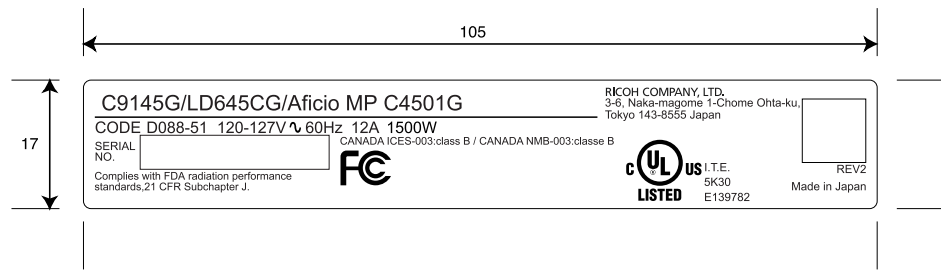 105
17
C9145G/LD645CG/Aficio MP C4501G
RICOH COMPANY, LTD.
3-6, Naka-magome 1-Chome Ohta-ku,
Tokyo 143-8555 Japan
CODE D088-51 120-127V ∿ 60Hz 12A 1500W
SERIAL
NO.
CANADA ICES-003:class B / CANADA NMB-003:classe B
Complies with FDA radiation performance
standards,21 CFR Subchapter J.
FC
C UL US
®
LISTED
I.T.E.
5K30
E139782
REV2
Made in Japan